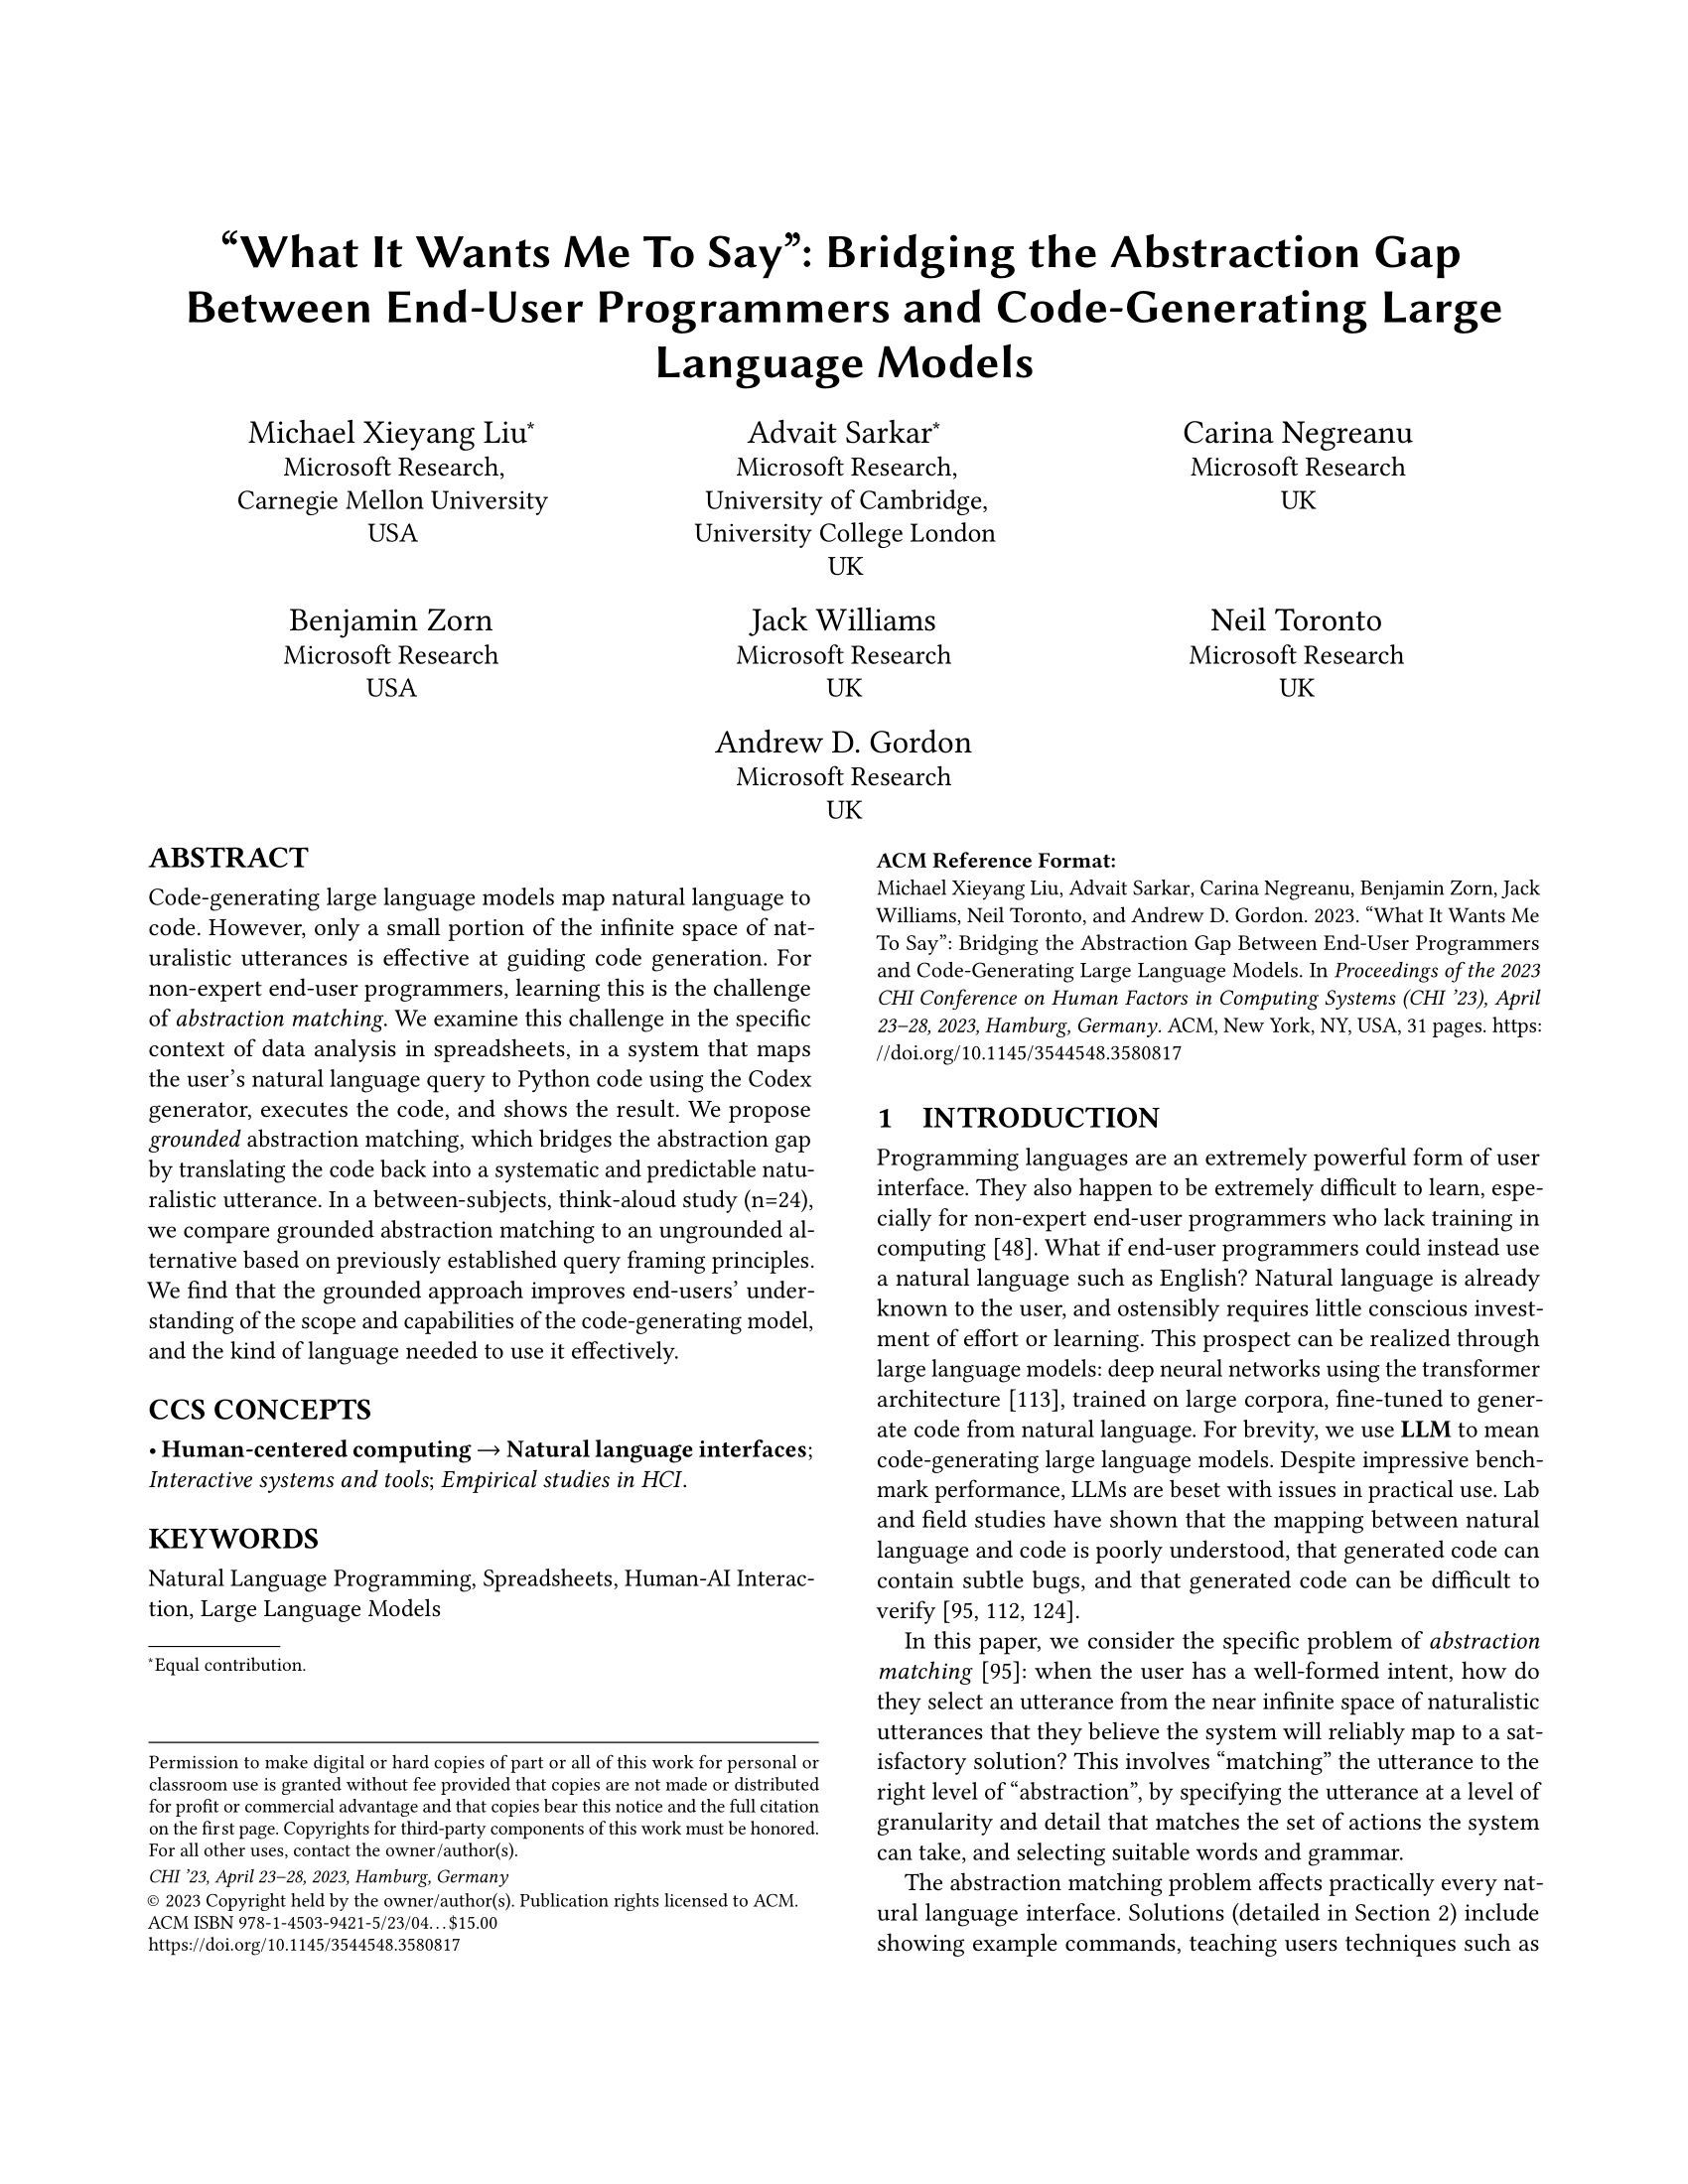 “What It Wants Me To Say”: Bridging the Abstraction Gap
Between End-User Programmers and Code-Generating Large
Language Models
Michael Xieyang Liu*
Microsoft Research,
Carnegie Mellon University
USA
Advait Sarkar*
Microsoft Research,
University of Cambridge,
University College London
UK
Carina Negreanu
Microsoft Research
UK
Benjamin Zorn
Microsoft Research
USA
Jack Williams
Microsoft Research
UK
Neil Toronto
Microsoft Research
UK
Andrew D. Gordon
Microsoft Research
UK
ABSTRACT
Code-generating large language models map natural language to
code. However, only a small portion of the infinite space of nat-
uralistic utterances is effective at guiding code generation. For
non-expert end-user programmers, learning this is the challenge
of abstraction matching. We examine this challenge in the specific
context of data analysis in spreadsheets, in a system that maps
the user’s natural language query to Python code using the Codex
generator, executes the code, and shows the result. We propose
grounded abstraction matching, which bridges the abstraction gap
by translating the code back into a systematic and predictable natu-
ralistic utterance. In a between-subjects, think-aloud study (n=24),
we compare grounded abstraction matching to an ungrounded al-
ternative based on previously established query framing principles.
We find that the grounded approach improves end-users’ under-
standing of the scope and capabilities of the code-generating model,
and the kind of language needed to use it effectively.
CCS CONCEPTS
• Human-centered computing → Natural language interfaces;
Interactive systems and tools; Empirical studies in HCI.
KEYWORDS
Natural Language Programming, Spreadsheets, Human-AI Interac-
tion, Large Language Models
*Equal contribution.
Permission to make digital or hard copies of part or all of this work for personal or
classroom use is granted without fee provided that copies are not made or distributed
for profit or commercial advantage and that copies bear this notice and the full citation
on the first page. Copyrights for third-party components of this work must be honored.
For all other uses, contact the owner/author(s).
CHI ’23, April 23–28, 2023, Hamburg, Germany
© 2023 Copyright held by the owner/author(s). Publication rights licensed to ACM.
ACM ISBN 978-1-4503-9421-5/23/04…$15.00
https://doi.org/10.1145/3544548.3580817
ACM Reference Format:
Michael Xieyang Liu, Advait Sarkar, Carina Negreanu, Benjamin Zorn, Jack
Williams, Neil Toronto, and Andrew D. Gordon. 2023. “What It Wants Me
To Say”: Bridging the Abstraction Gap Between End-User Programmers
and Code-Generating Large Language Models. In Proceedings of the 2023
CHI Conference on Human Factors in Computing Systems (CHI ’23), April
23–28, 2023, Hamburg, Germany. ACM, New York, NY, USA, 31 pages. https:
//doi.org/10.1145/3544548.3580817
1 INTRODUCTION
Programming languages are an extremely powerful form of user
interface. They also happen to be extremely difficult to learn, espe-
cially for non-expert end-user programmers who lack training in
computing [48]. What if end-user programmers could instead use
a natural language such as English? Natural language is already
known to the user, and ostensibly requires little conscious invest-
ment of effort or learning. This prospect can be realized through
large language models: deep neural networks using the transformer
architecture [113], trained on large corpora, fine-tuned to gener-
ate code from natural language. For brevity, we use LLM to mean
code-generating large language models. Despite impressive bench-
mark performance, LLMs are beset with issues in practical use. Lab
and field studies have shown that the mapping between natural
language and code is poorly understood, that generated code can
contain subtle bugs, and that generated code can be difficult to
verify [95, 112, 124].
In this paper, we consider the specific problem of abstraction
matching [95]: when the user has a well-formed intent, how do
they select an utterance from the near infinite space of naturalistic
utterances that they believe the system will reliably map to a sat-
isfactory solution? This involves “matching” the utterance to the
right level of “abstraction”, by specifying the utterance at a level of
granularity and detail that matches the set of actions the system
can take, and selecting suitable words and grammar.
The abstraction matching problem affects practically every nat-
ural language interface. Solutions (detailed in Section 2) include
showing example commands, teaching users techniques such as